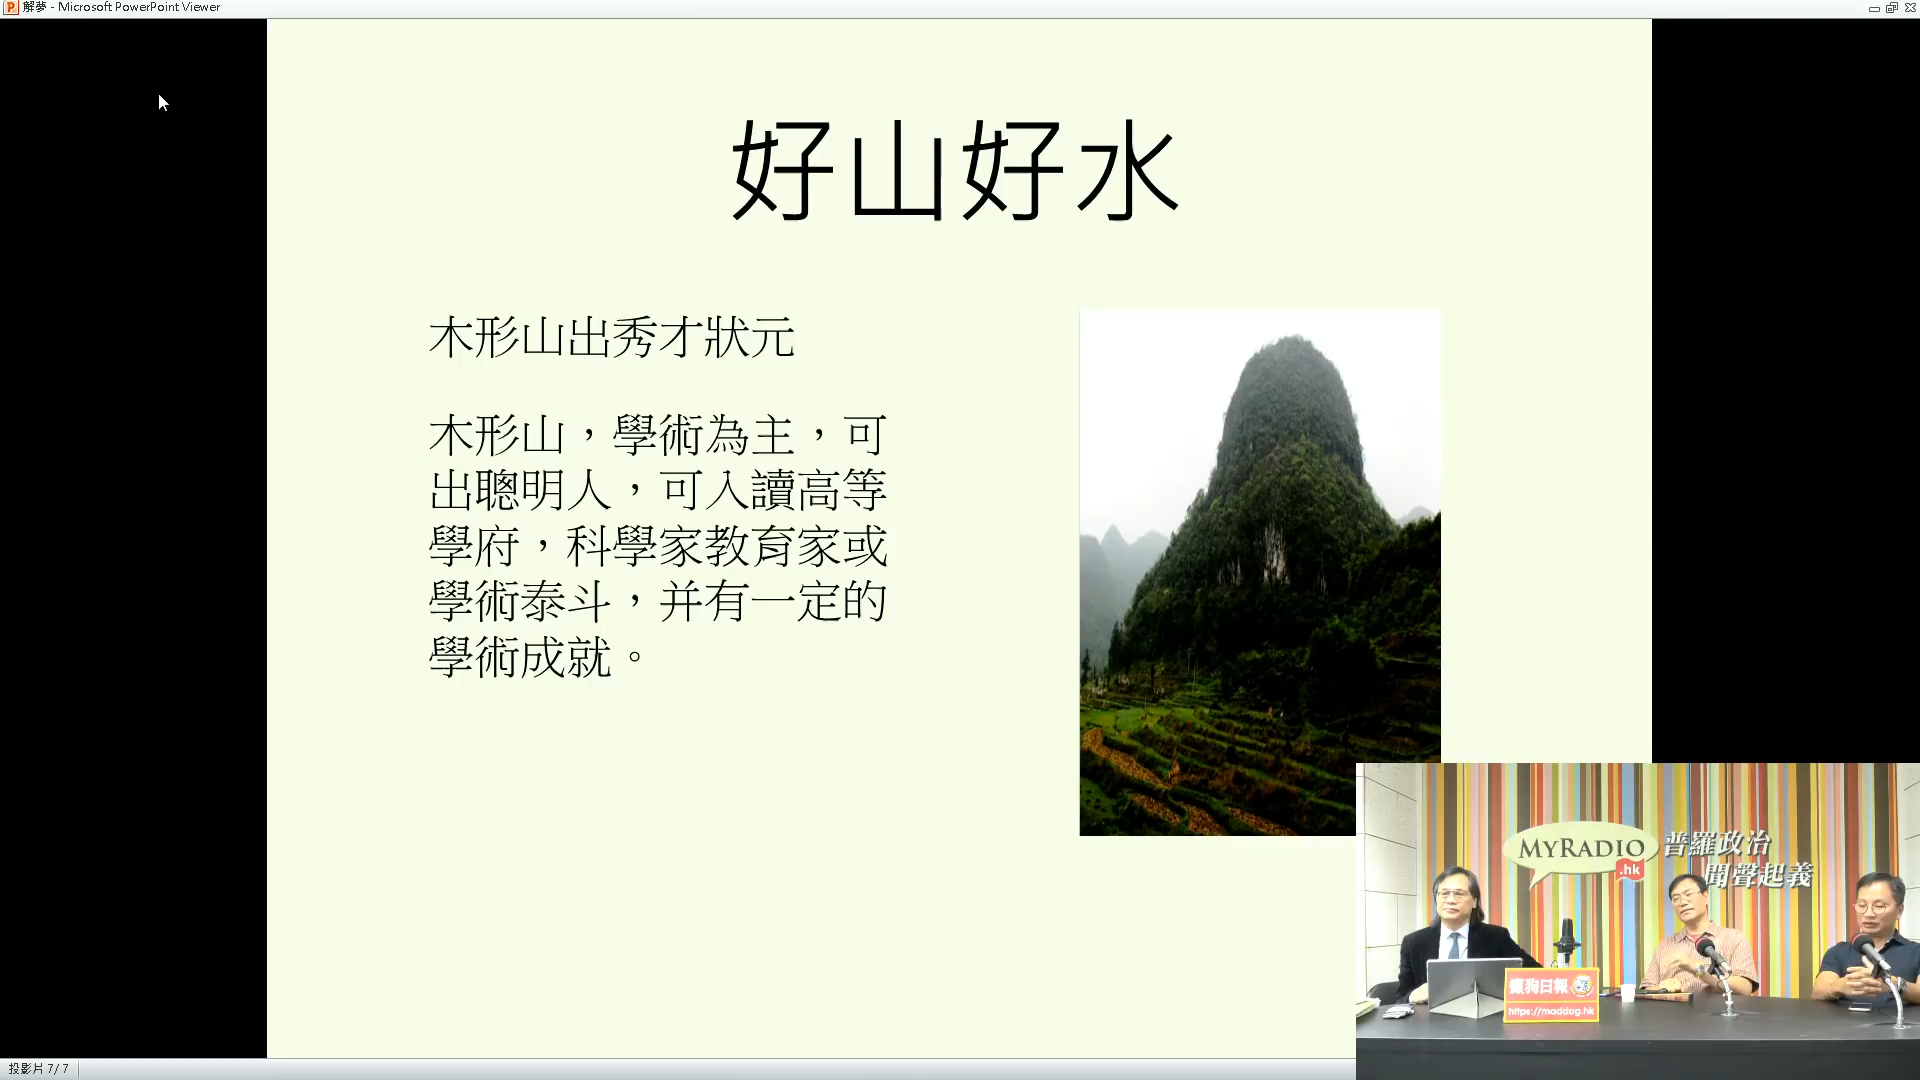 解夢 - Microsoft PowerPoint Viewer
好山好水
木形山出秀才狀元
木形山，學術為主，可
出聰明人，可入讀高等
學府，科學家教育家或
學術泰斗，并有一定的
學術成就。
MYRADIO
.hk
普羅政治
聞聲起義
癲狗日報
https://maddog.hk
投影片 7/7